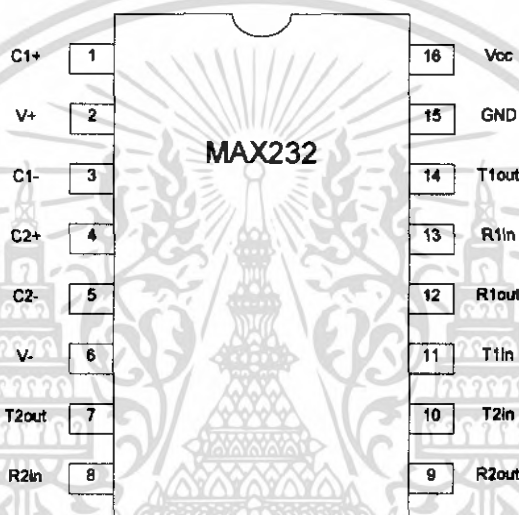 C1+ 1 16 Vcc
V+ 2 15 GND
MAX232
C1- 3 14 T1out
C2+ 4 13 R1in
C2- 5 12 R1out
V- 6 11 T1in
T2out 7 10 T2in
R2in 8 9 R2out